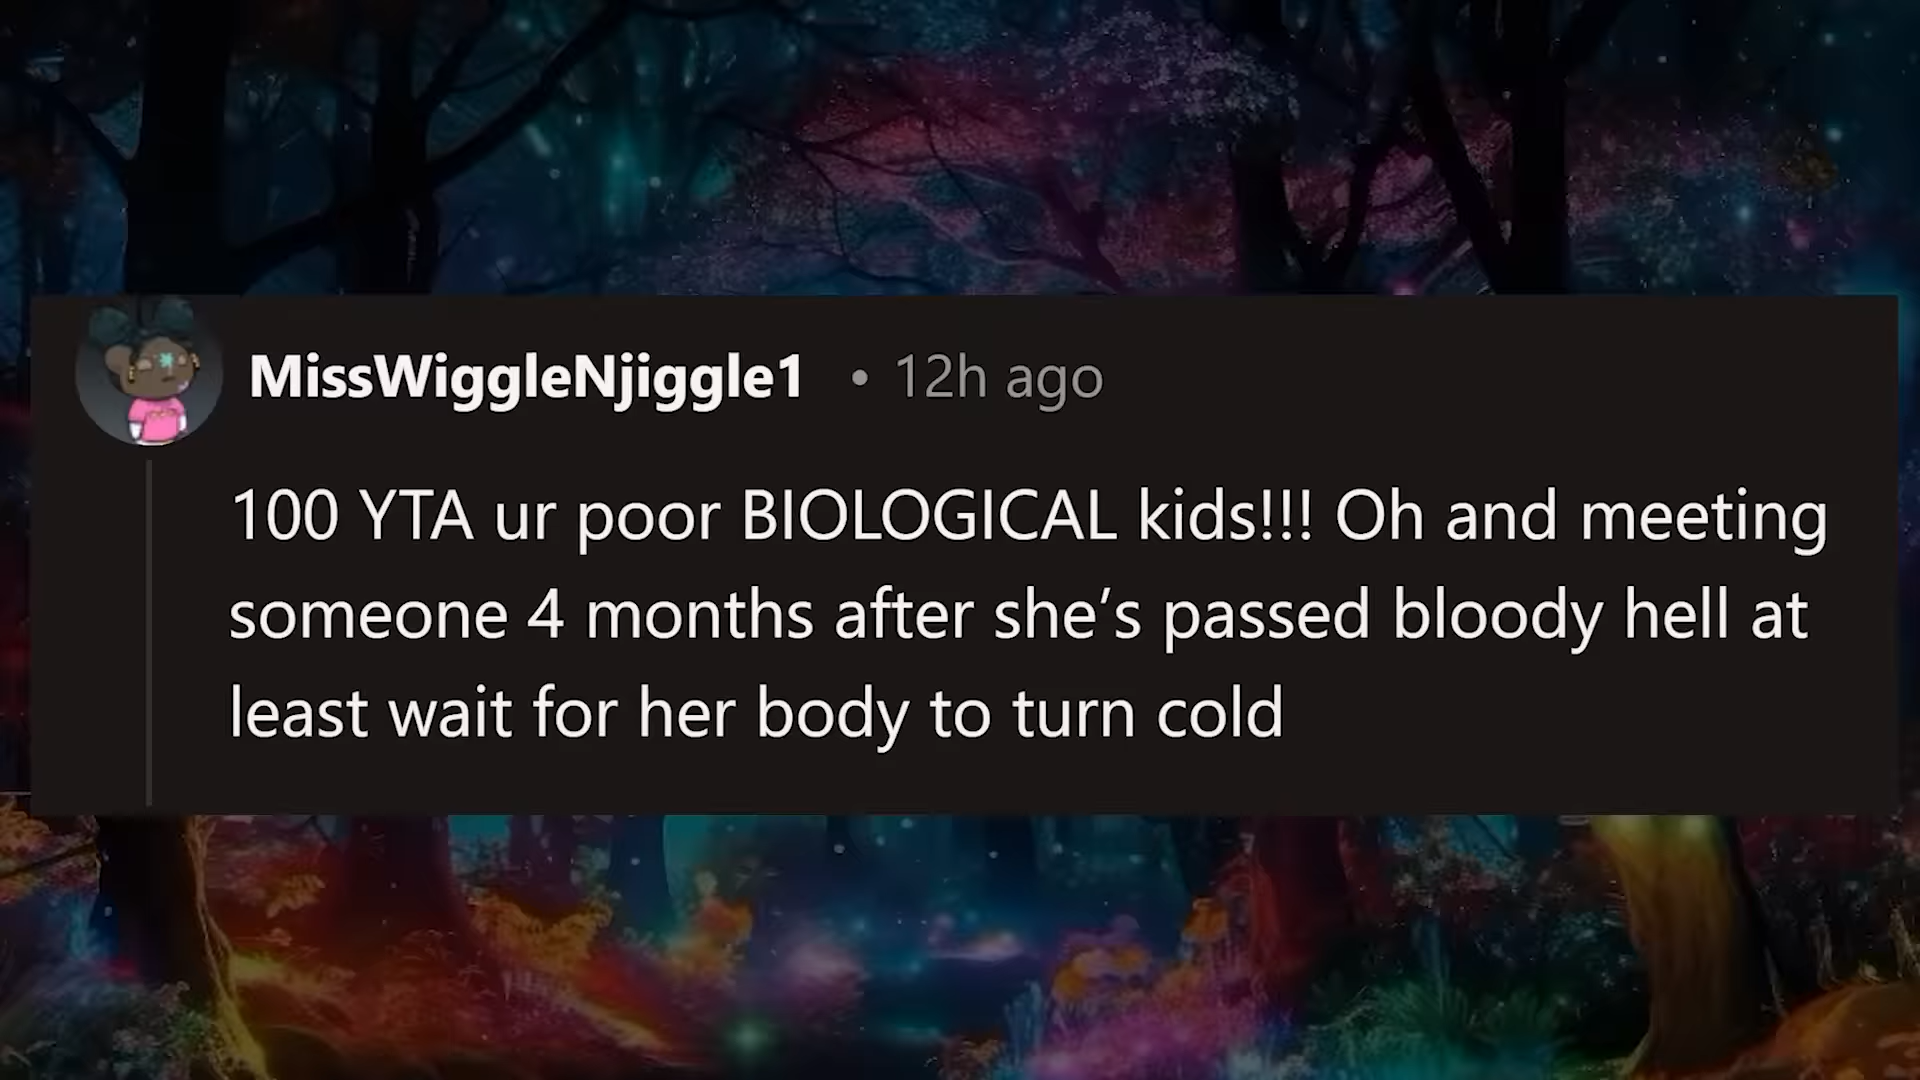 MissWiggleNjiggle1 • 12h ago
100 YTA ur poor BIOLOGICAL kids!!! Oh and meeting
someone 4 months after she’s passed bloody hell at
least wait for her body to turn cold